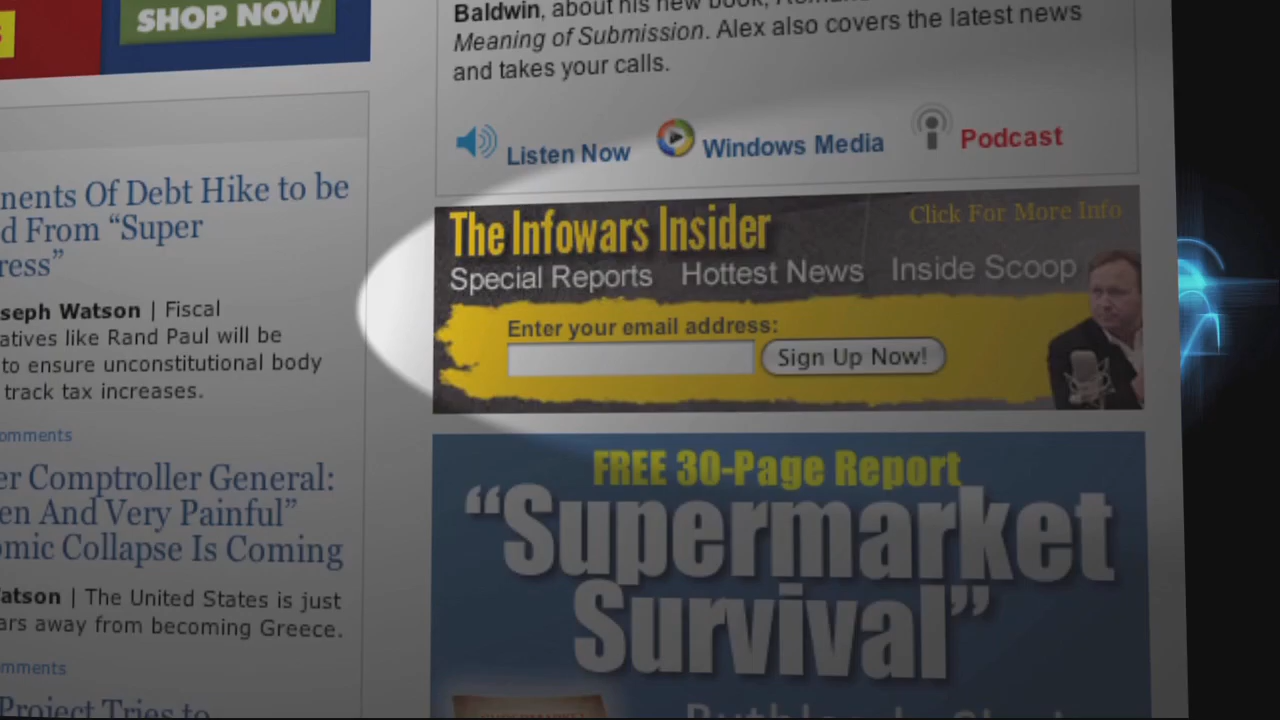 SHOP NOW
Baldwin, about his new book,
Meaning of Submission. Alex also covers the latest news
and takes your calls.
Listen Now
Windows Media
Podcast
nents Of Debt Hike to be
d From “Super
ress”
seph Watson | Fiscal
atives like Rand Paul will be
to ensure unconstitutional body
track tax increases.
omments
er Comptroller General:
en And Very Painful”
omic Collapse Is Coming
atson | The United States is just
ars away from becoming Greece.
mments
Project Tries to
The Infowars Insider
Click For More Info
Special Reports Hottest News Inside Scoop
Enter your email address:
Sign Up Now!
FREE 30-Page Report
“Supermarket
Survival”